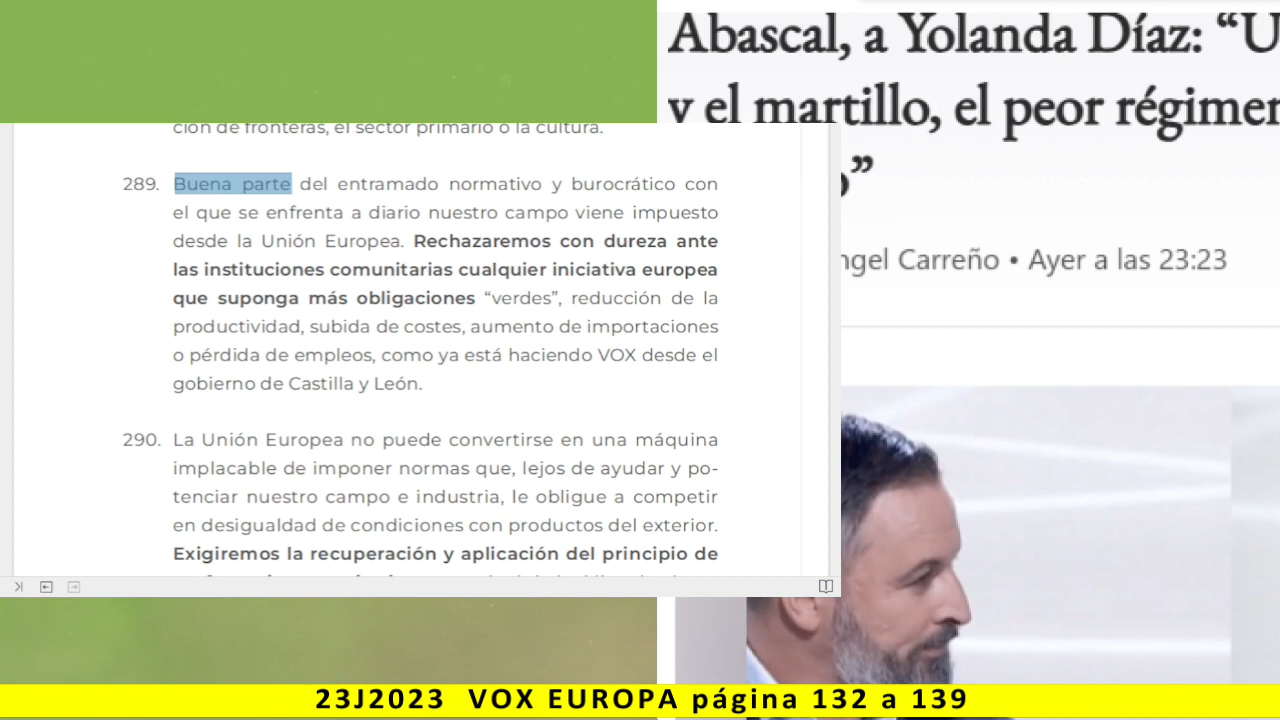 Abascal, a Yolanda Díaz: “U
y el martillo, el peor régimen
o”
ngel Carreño • Ayer a las 23:23
ción de fronteras, el sector primario o la cultura.
289. Buena parte del entramado normativo y burocrático con
el que se enfrenta a diario nuestro campo viene impuesto
desde la Unión Europea. Rechazaremos con dureza ante
las instituciones comunitarias cualquier iniciativa europea
que suponga más obligaciones “verdes”, reducción de la
productividad, subida de costes, aumento de importaciones
o pérdida de empleos, como ya está haciendo VOX desde el
gobierno de Castilla y León.
290. La Unión Europea no puede convertirse en una máquina
implacable de imponer normas que, lejos de ayudar y po-
tenciar nuestro campo e industria, le obligue a competir
en desigualdad de condiciones con productos del exterior.
Exigiremos la recuperación y aplicación del principio de
23J2023 VOX EUROPA página 132 a 139